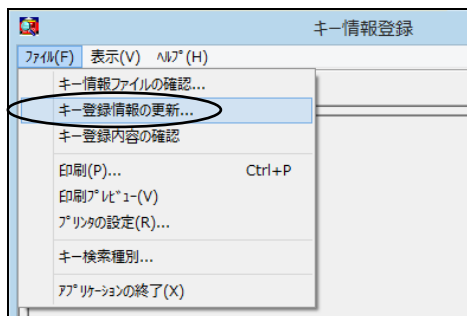 キー情報登録
ﾌｧｲﾙ(F) 表示(V) ﾍﾙﾌﾟ(H)
キー情報ファイルの確認...
キー登録情報の更新...
キー登録内容の確認
印刷(P)... Ctrl+P
印刷ﾌﾟﾚﾋﾞｭｰ(V)
ﾌﾟﾘﾝﾀの設定(R)...
キー検索種別...
ｱﾌﾟﾘｹｰｼｮﾝの終了(X)